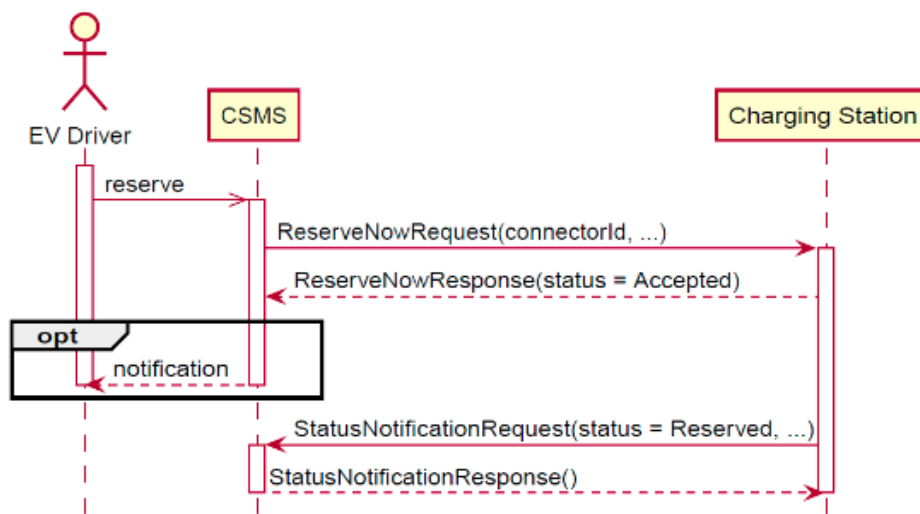 EV Driver
CSMS
Charging Station
reserve
ReserveNowRequest(connectorId, ...)
ReserveNowResponse(status = Accepted)
opt
notification
StatusNotificationRequest(status = Reserved, ...)
StatusNotificationResponse()